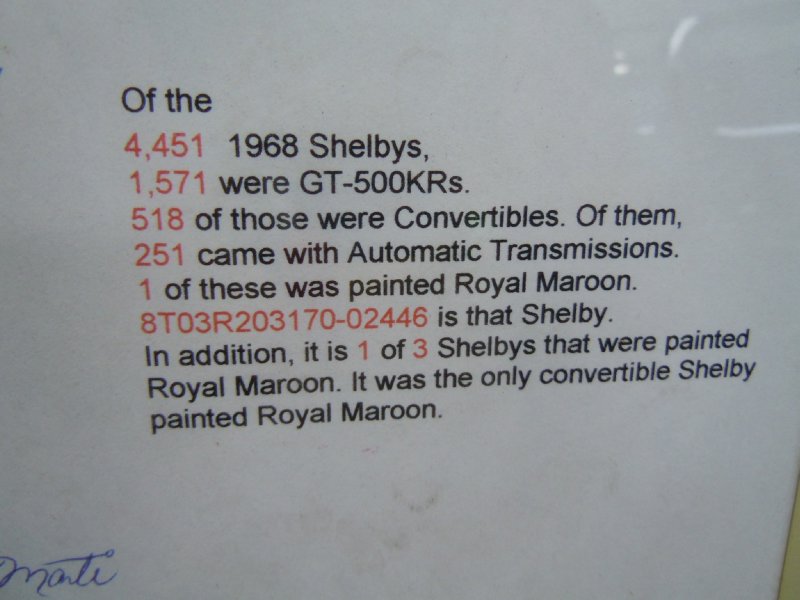 Of the
4,451 1968 Shelbys,
1,571 were GT-500KRs.
518 of those were Convertibles. Of them,
251 came with Automatic Transmissions.
1 of these was painted Royal Maroon.
8T03R203170-02446 is that Shelby.
In addition, it is 1 of 3 Shelbys that were painted
Royal Maroon. It was the only convertible Shelby
painted Royal Maroon.
Marti